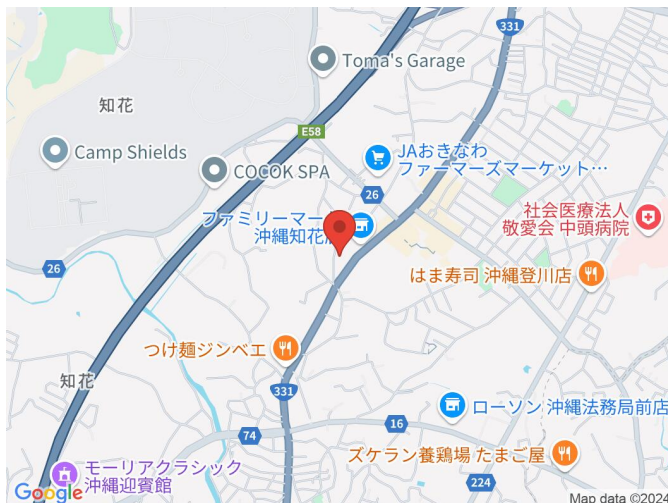 331
Toma's Garage
知花
E58
Camp Shields
JAおきなわ
ファーマーズマーケット…
COCOK SPA
26
社会医療法人
敬愛会 中頭病院
ファミリーマー
沖縄知花
26
はま寿司 沖縄登川店
つけ麺ジンベエ
知花
331
ローソン 沖縄法務局前店
16
74
モーリアクラシック
沖縄迎賓館
ズケラン養鶏場 たまご屋
224
Google
Map data ©2024